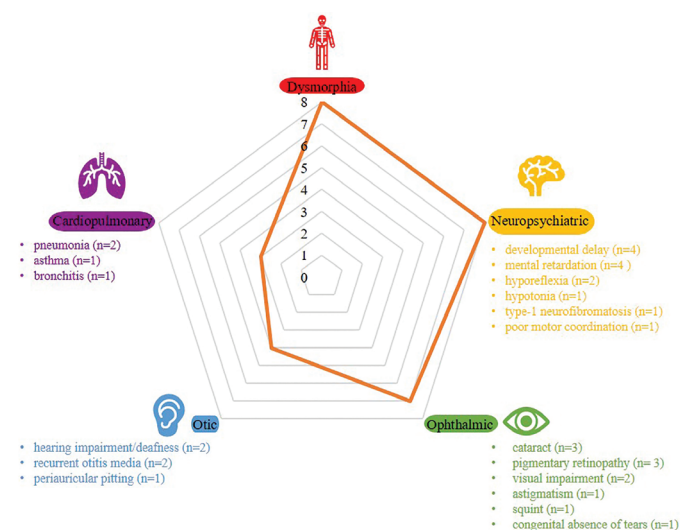 Dysmorphia
8
7
6
5
4
3
2
1
0
Cardiopulmonary
• pneumonia (n=2)
• asthma (n=1)
• bronchitis (n=1)
Neuropsychiatric
• developmental delay (n=4)
• mental retardation (n=4 )
• hyporeflexia (n=2)
• hypotonia (n=1)
• type-1 neurofibromatosis (n=1)
• poor motor coordination (n=1)
Otic
• hearing impairment/deafness (n=2)
• recurrent otitis media (n=2)
• periauricular pitting (n=1)
Ophthalmic
• cataract (n=3)
• pigmentary retinopathy (n= 3)
• visual impairment (n=2)
• astigmatism (n=1)
• squint (n=1)
• congenital absence of tears (n=1)